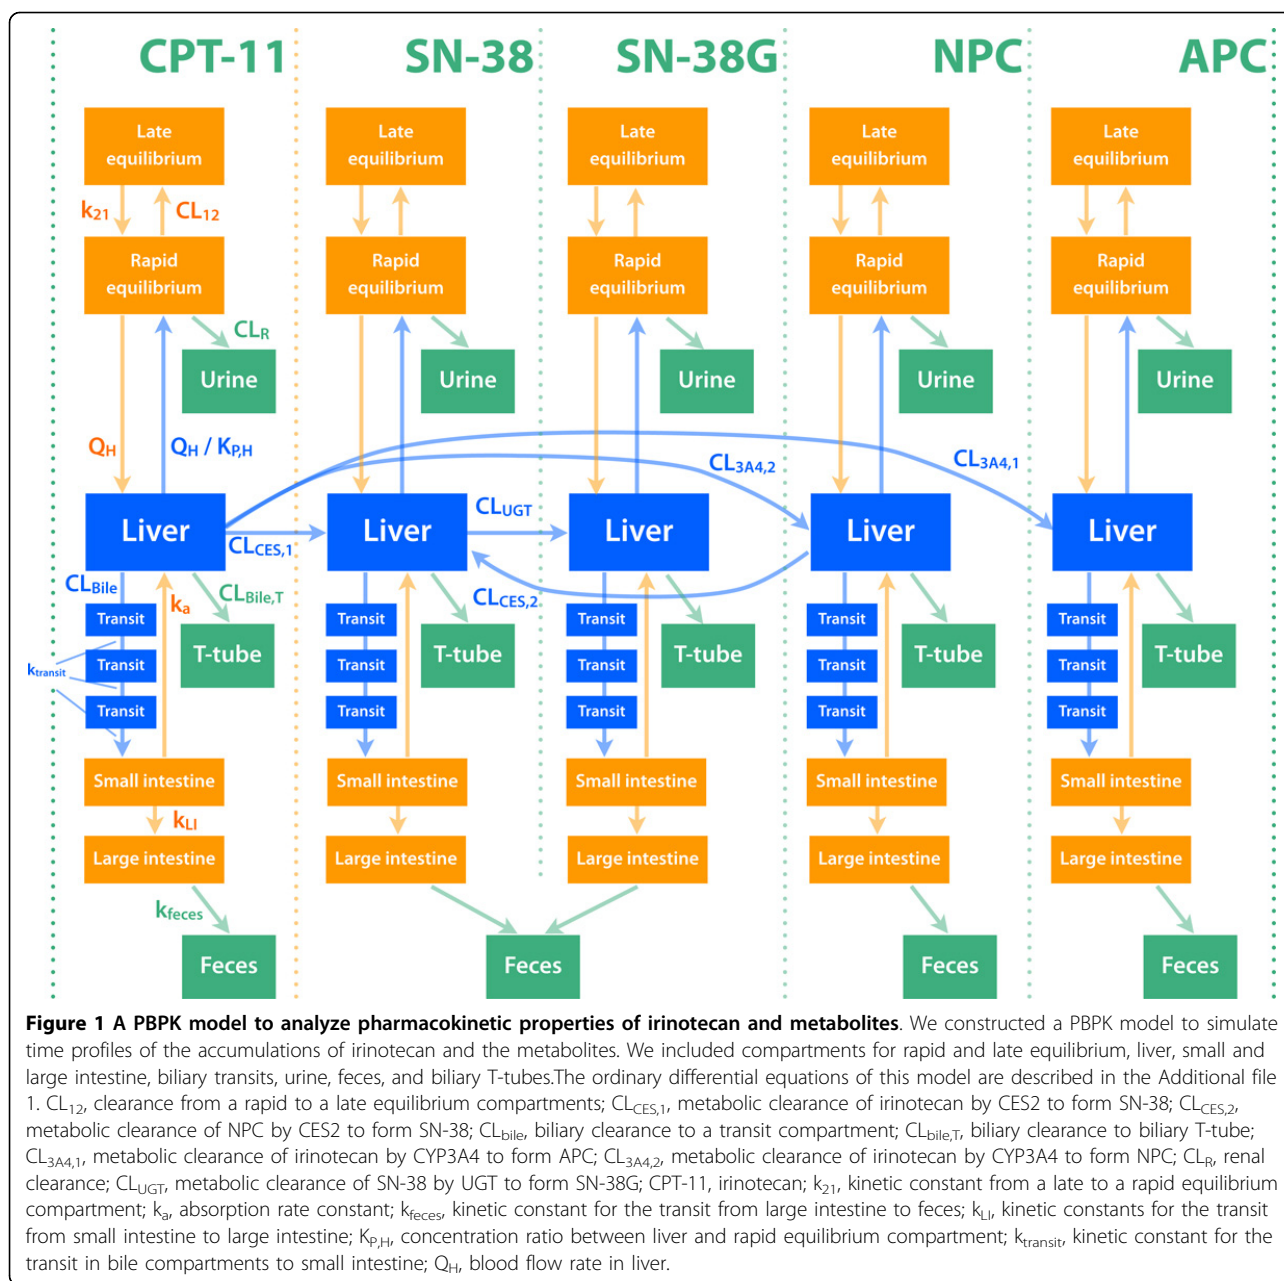 CPT-11 SN-38 SN-38G NPC APC
Late equilibrium Late equilibrium Late equilibrium Late equilibrium Late equilibrium
k21 CL12
Rapid equilibrium Rapid equilibrium Rapid equilibrium Rapid equilibrium Rapid equilibrium
CLR
Urine Urine Urine Urine Urine
QH QH / KP,H CL3A4,2 CL3A4,1
Liver Liver Liver Liver Liver
CLCES,1 CLUGT
CLBile ka CLBile,T CLCES,2
Transit Transit Transit Transit Transit
T-tube T-tube T-tube T-tube T-tube
ktransit Transit Transit Transit Transit Transit
Transit Transit Transit Transit Transit
Small intestine Small intestine Small intestine Small intestine Small intestine
kLI
Large intestine Large intestine Large intestine Large intestine Large intestine
kfeces
Feces Feces Feces Feces
Figure 1 A PBPK model to analyze pharmacokinetic properties of irinotecan and metabolites. We constructed a PBPK model to simulate
time profiles of the accumulations of irinotecan and the metabolites. We included compartments for rapid and late equilibrium, liver, small and
large intestine, biliary transits, urine, feces, and biliary T-tubes.The ordinary differential equations of this model are described in the Additional file
1. CL12, clearance from a rapid to a late equilibrium compartments; CLCES,1, metabolic clearance of irinotecan by CES2 to form SN-38; CLCES,2,
metabolic clearance of NPC by CES2 to form SN-38; CLbile, biliary clearance to a transit compartment; CLbile,T, biliary clearance to biliary T-tube;
CL3A4,1, metabolic clearance of irinotecan by CYP3A4 to form APC; CL3A4,2, metabolic clearance of irinotecan by CYP3A4 to form NPC; CLR, renal
clearance; CLUGT, metabolic clearance of SN-38 by UGT to form SN-38G; CPT-11, irinotecan; k21, kinetic constant from a late to a rapid equilibrium
compartment; ka, absorption rate constant; kfeces, kinetic constant for the transit from large intestine to feces; kLI, kinetic constants for the transit
from small intestine to large intestine; KP,H, concentration ratio between liver and rapid equilibrium compartment; ktransit, kinetic constant for the
transit in bile compartments to small intestine; QH, blood flow rate in liver.